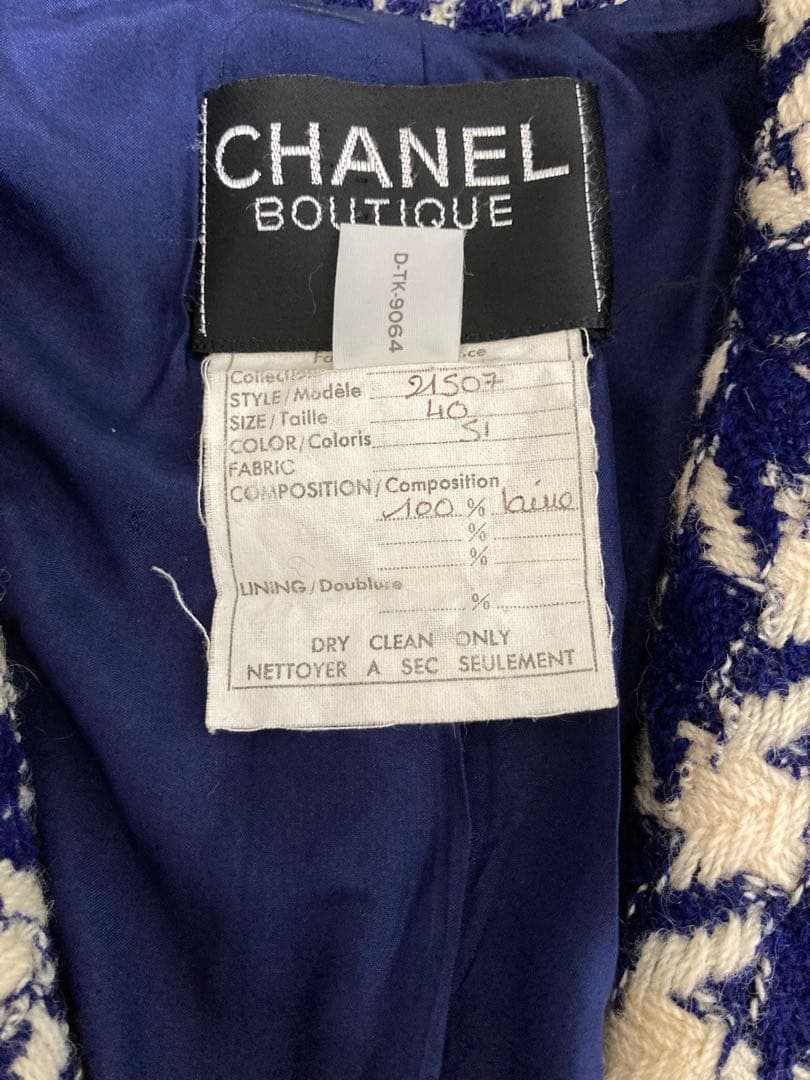 CHANEL
BOUTIQUE
D-TK-9064
STYLE/Modèle 21507
SIZE/Taille 40
COLOR/Coloris SI
FABRIC
COMPOSITION/Composition
100 % laine
%
%
LINING/Doublure
%
DRY CLEAN ONLY
NETTOYER A SEC SEULEMENT